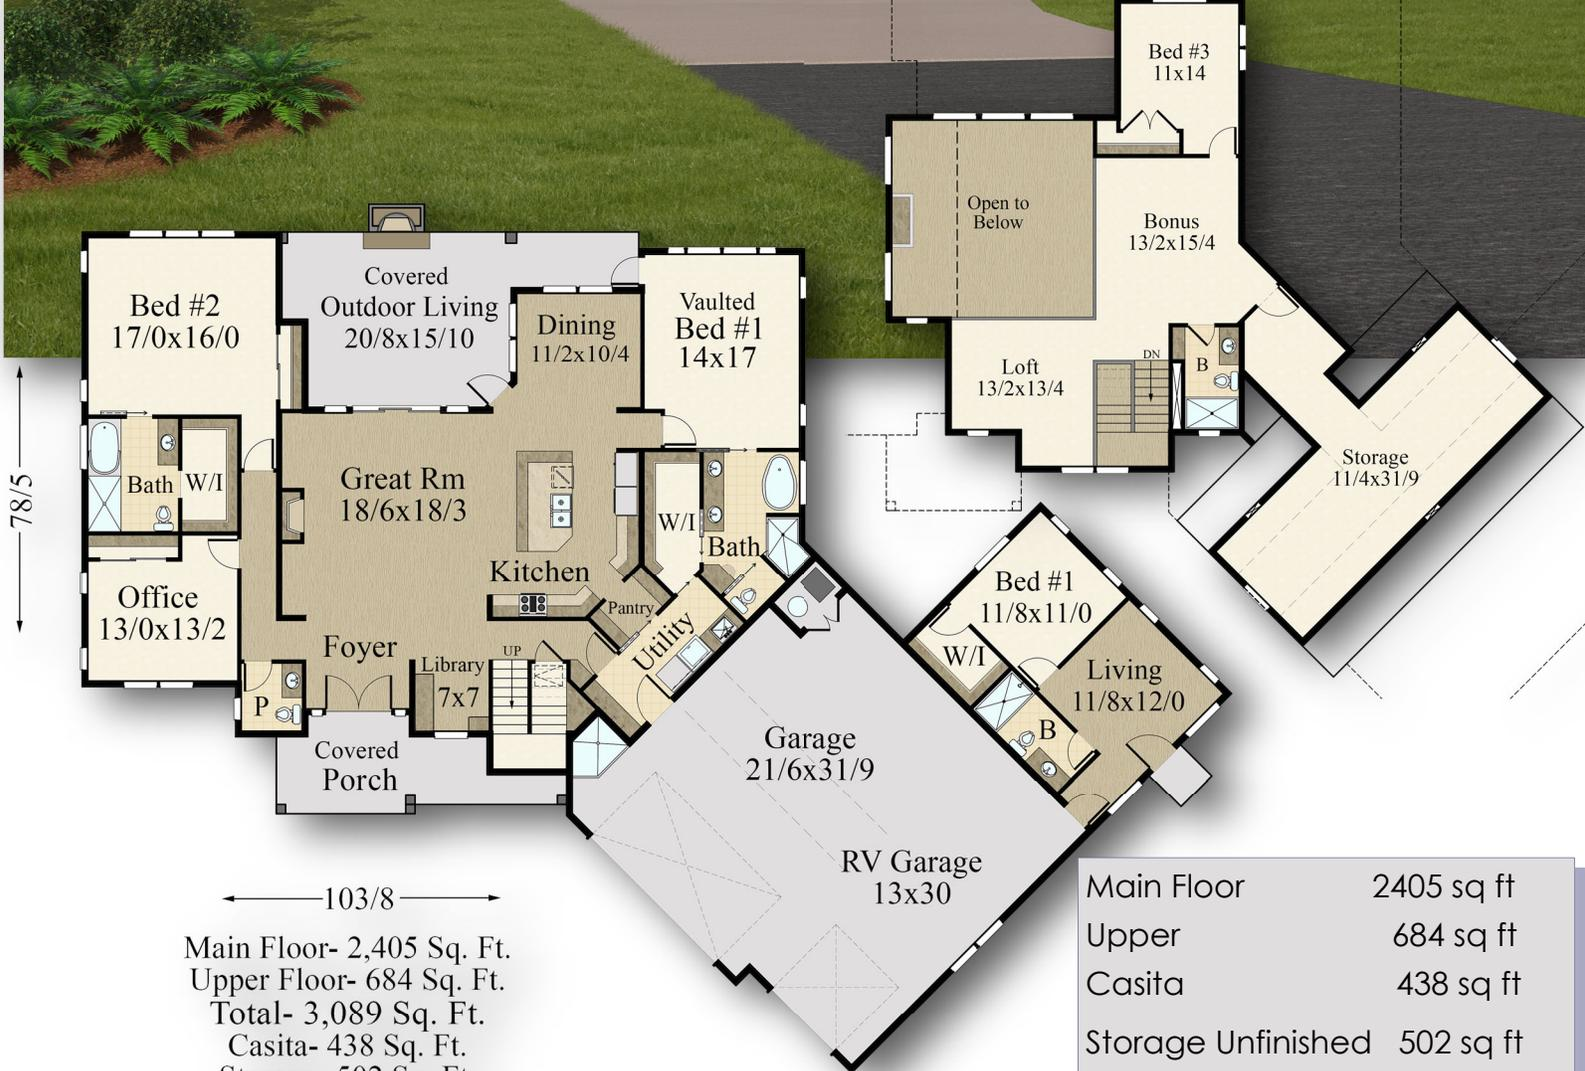 Bed #3
11x14
Open to
Below
Bonus
13/2x15/4
Loft
13/2x13/4
DN
B
Storage
11/4x31/9
Bed #2
17/0x16/0
Covered
Outdoor Living
20/8x15/10
Dining
11/2x10/4
Vaulted
Bed #1
14x17
78/5
Bath
W/I
Great Rm
18/6x18/3
W/I
Bath
Kitchen
Pantry
Utility
Office
13/0x13/2
Foyer
Library
7x7
UP
P
Covered
Porch
Bed #1
11/8x11/0
W/I
Living
11/8x12/0
B
Garage
21/6x31/9
RV Garage
13x30
103/8
Main Floor- 2,405 Sq. Ft.
Upper Floor- 684 Sq. Ft.
Total- 3,089 Sq. Ft.
Casita- 438 Sq. Ft.
Main Floor 2405 sq ft
Upper 684 sq ft
Casita 438 sq ft
Storage Unfinished 502 sq ft